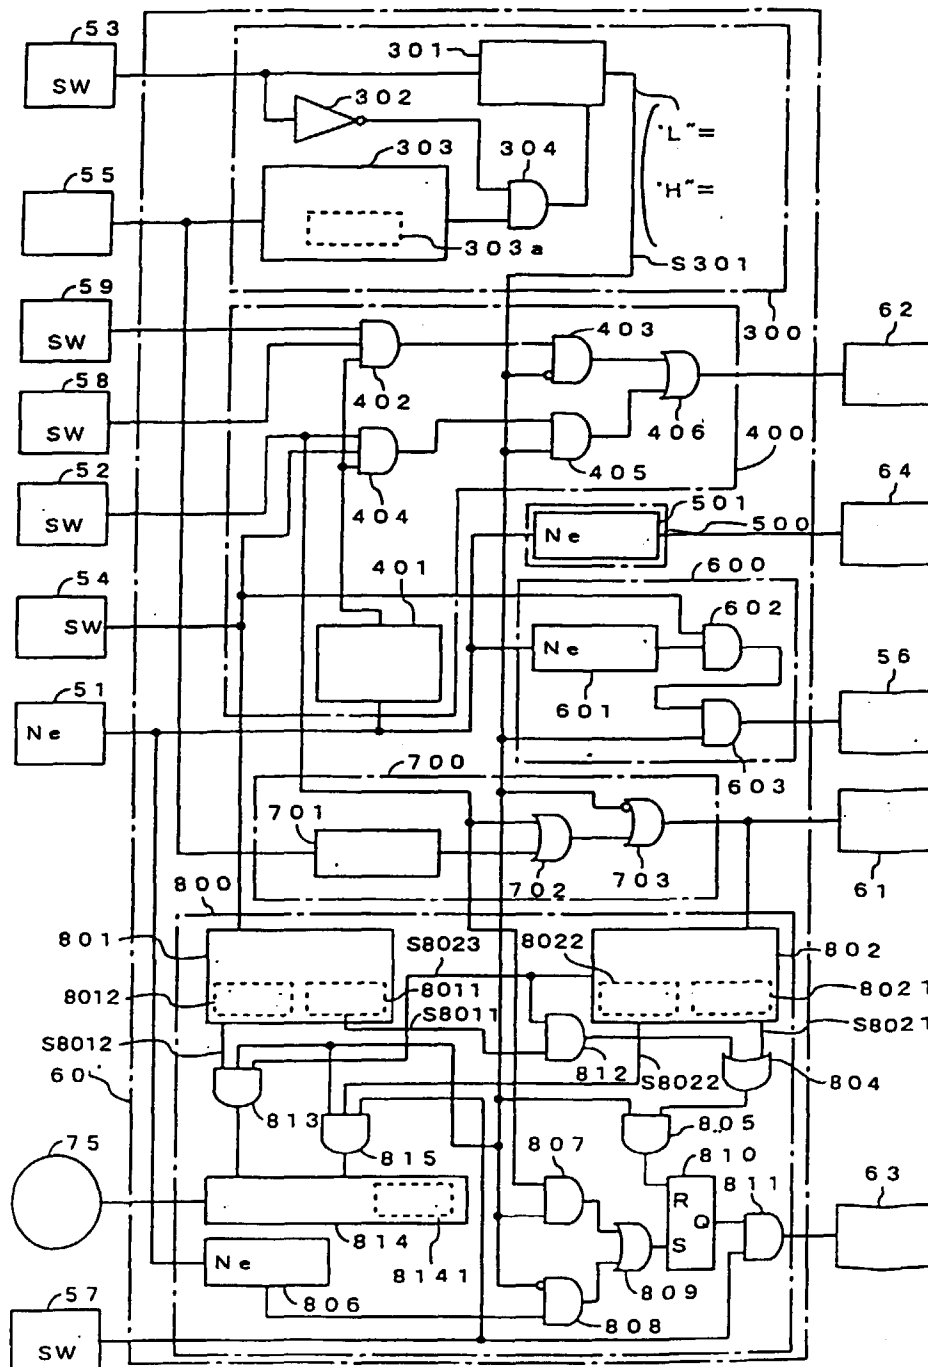 53
SW
301
302
303
304
"L"=
"H"=
303a
S301
300
55
59
SW
58
SW
52
SW
54
SW
51
Ne
402
403
404
405
406
400
62
401
501
Ne
500
64
600
602
Ne
601
603
56
700
701
702
703
61
800
801
8012
8011
S8023
S8011
S8012
8022
802
8021
S8021
812
S8022
804
60
813
815
805
75
814
8141
807
810
R
Q
S
811
63
Ne
806
809
808
57
SW